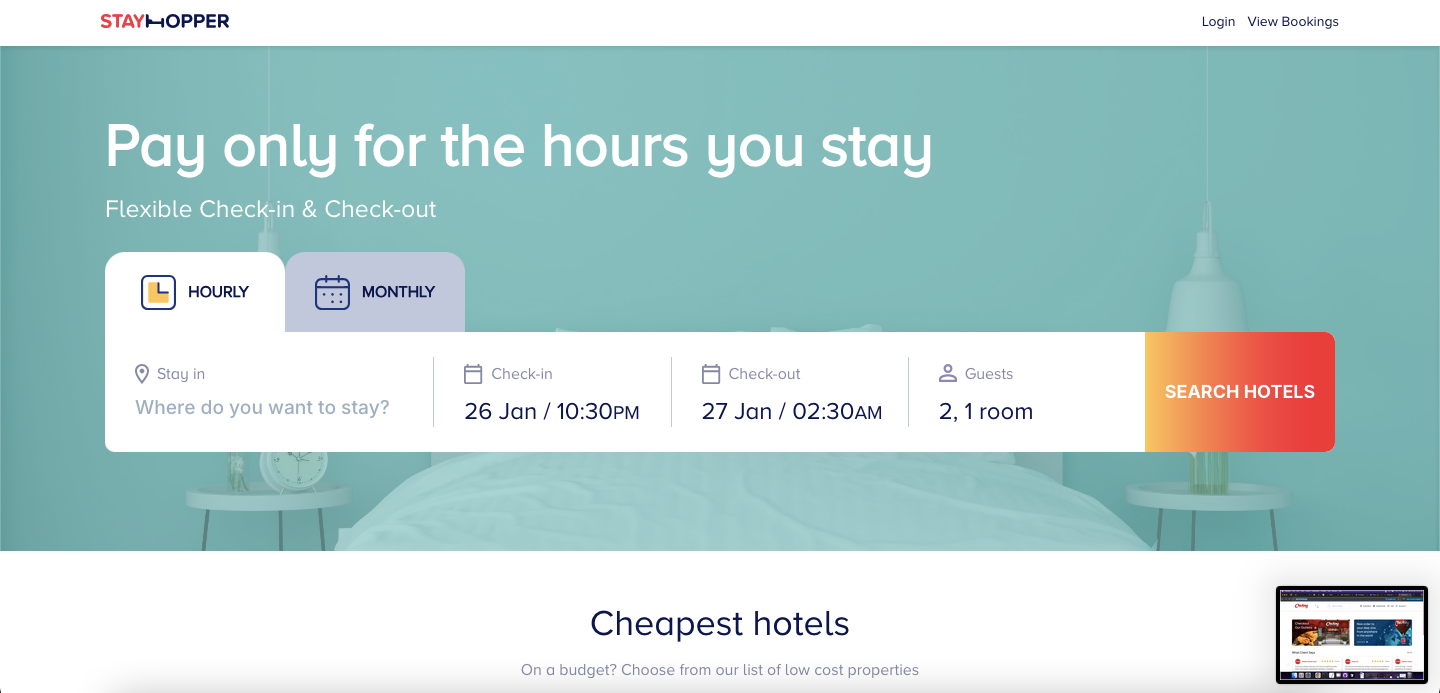 STAYHOPPER
Login View Bookings
Pay only for the hours you stay
Flexible Check-in & Check-out
HOURLY MONTHLY
Stay in Check-in Check-out Guests
Where do you want to stay? 26 Jan / 10:30PM 27 Jan / 02:30AM 2, 1 room
SEARCH HOTELS
Cheapest hotels
On a budget? Choose from our list of low cost properties